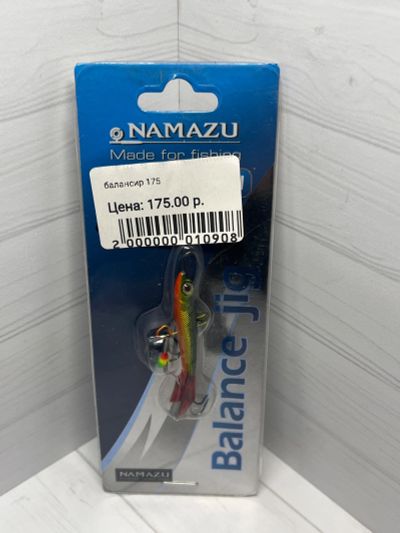 NAMAZU
Made for fishing
балансир 175
Цена: 175.00 р.
2 000000 010908
Balance jig
NAMAZU